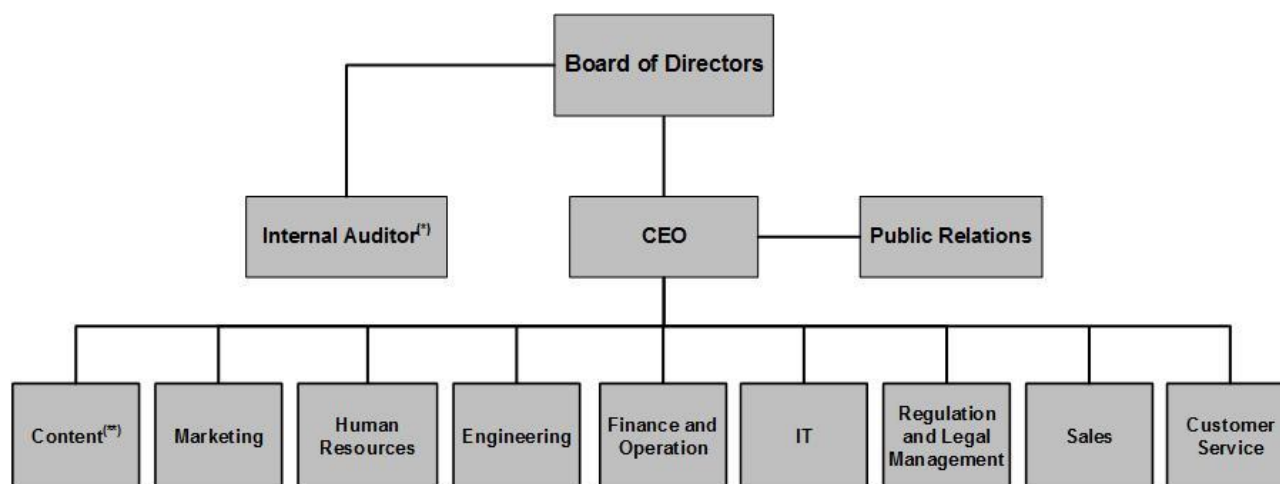 Board of Directors
Internal Auditor(*)
CEO
Public Relations
Content(**)
Marketing
Human
Resources
Engineering
Finance and
Operation
IT
Regulation
and Legal
Management
Sales
Customer
Service